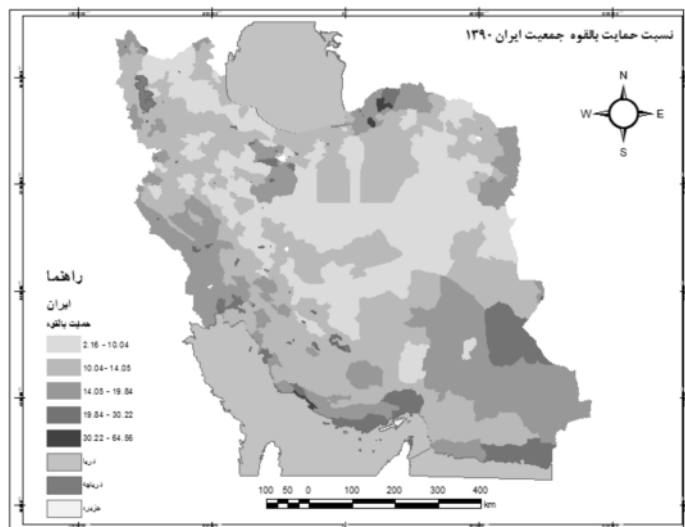 نسبت حمایت بالقوه جمعیت ایران ۱۳۹۰
N
W E
S
راهنما
ایران
حمایت بالقوه
2.16 - 10.04
10.04 - 14.05
14.05 - 19.84
19.84 - 30.22
30.22 - 64.56
دریا
دریاچه
جزیره
100 50 0 100 200 300 400
km